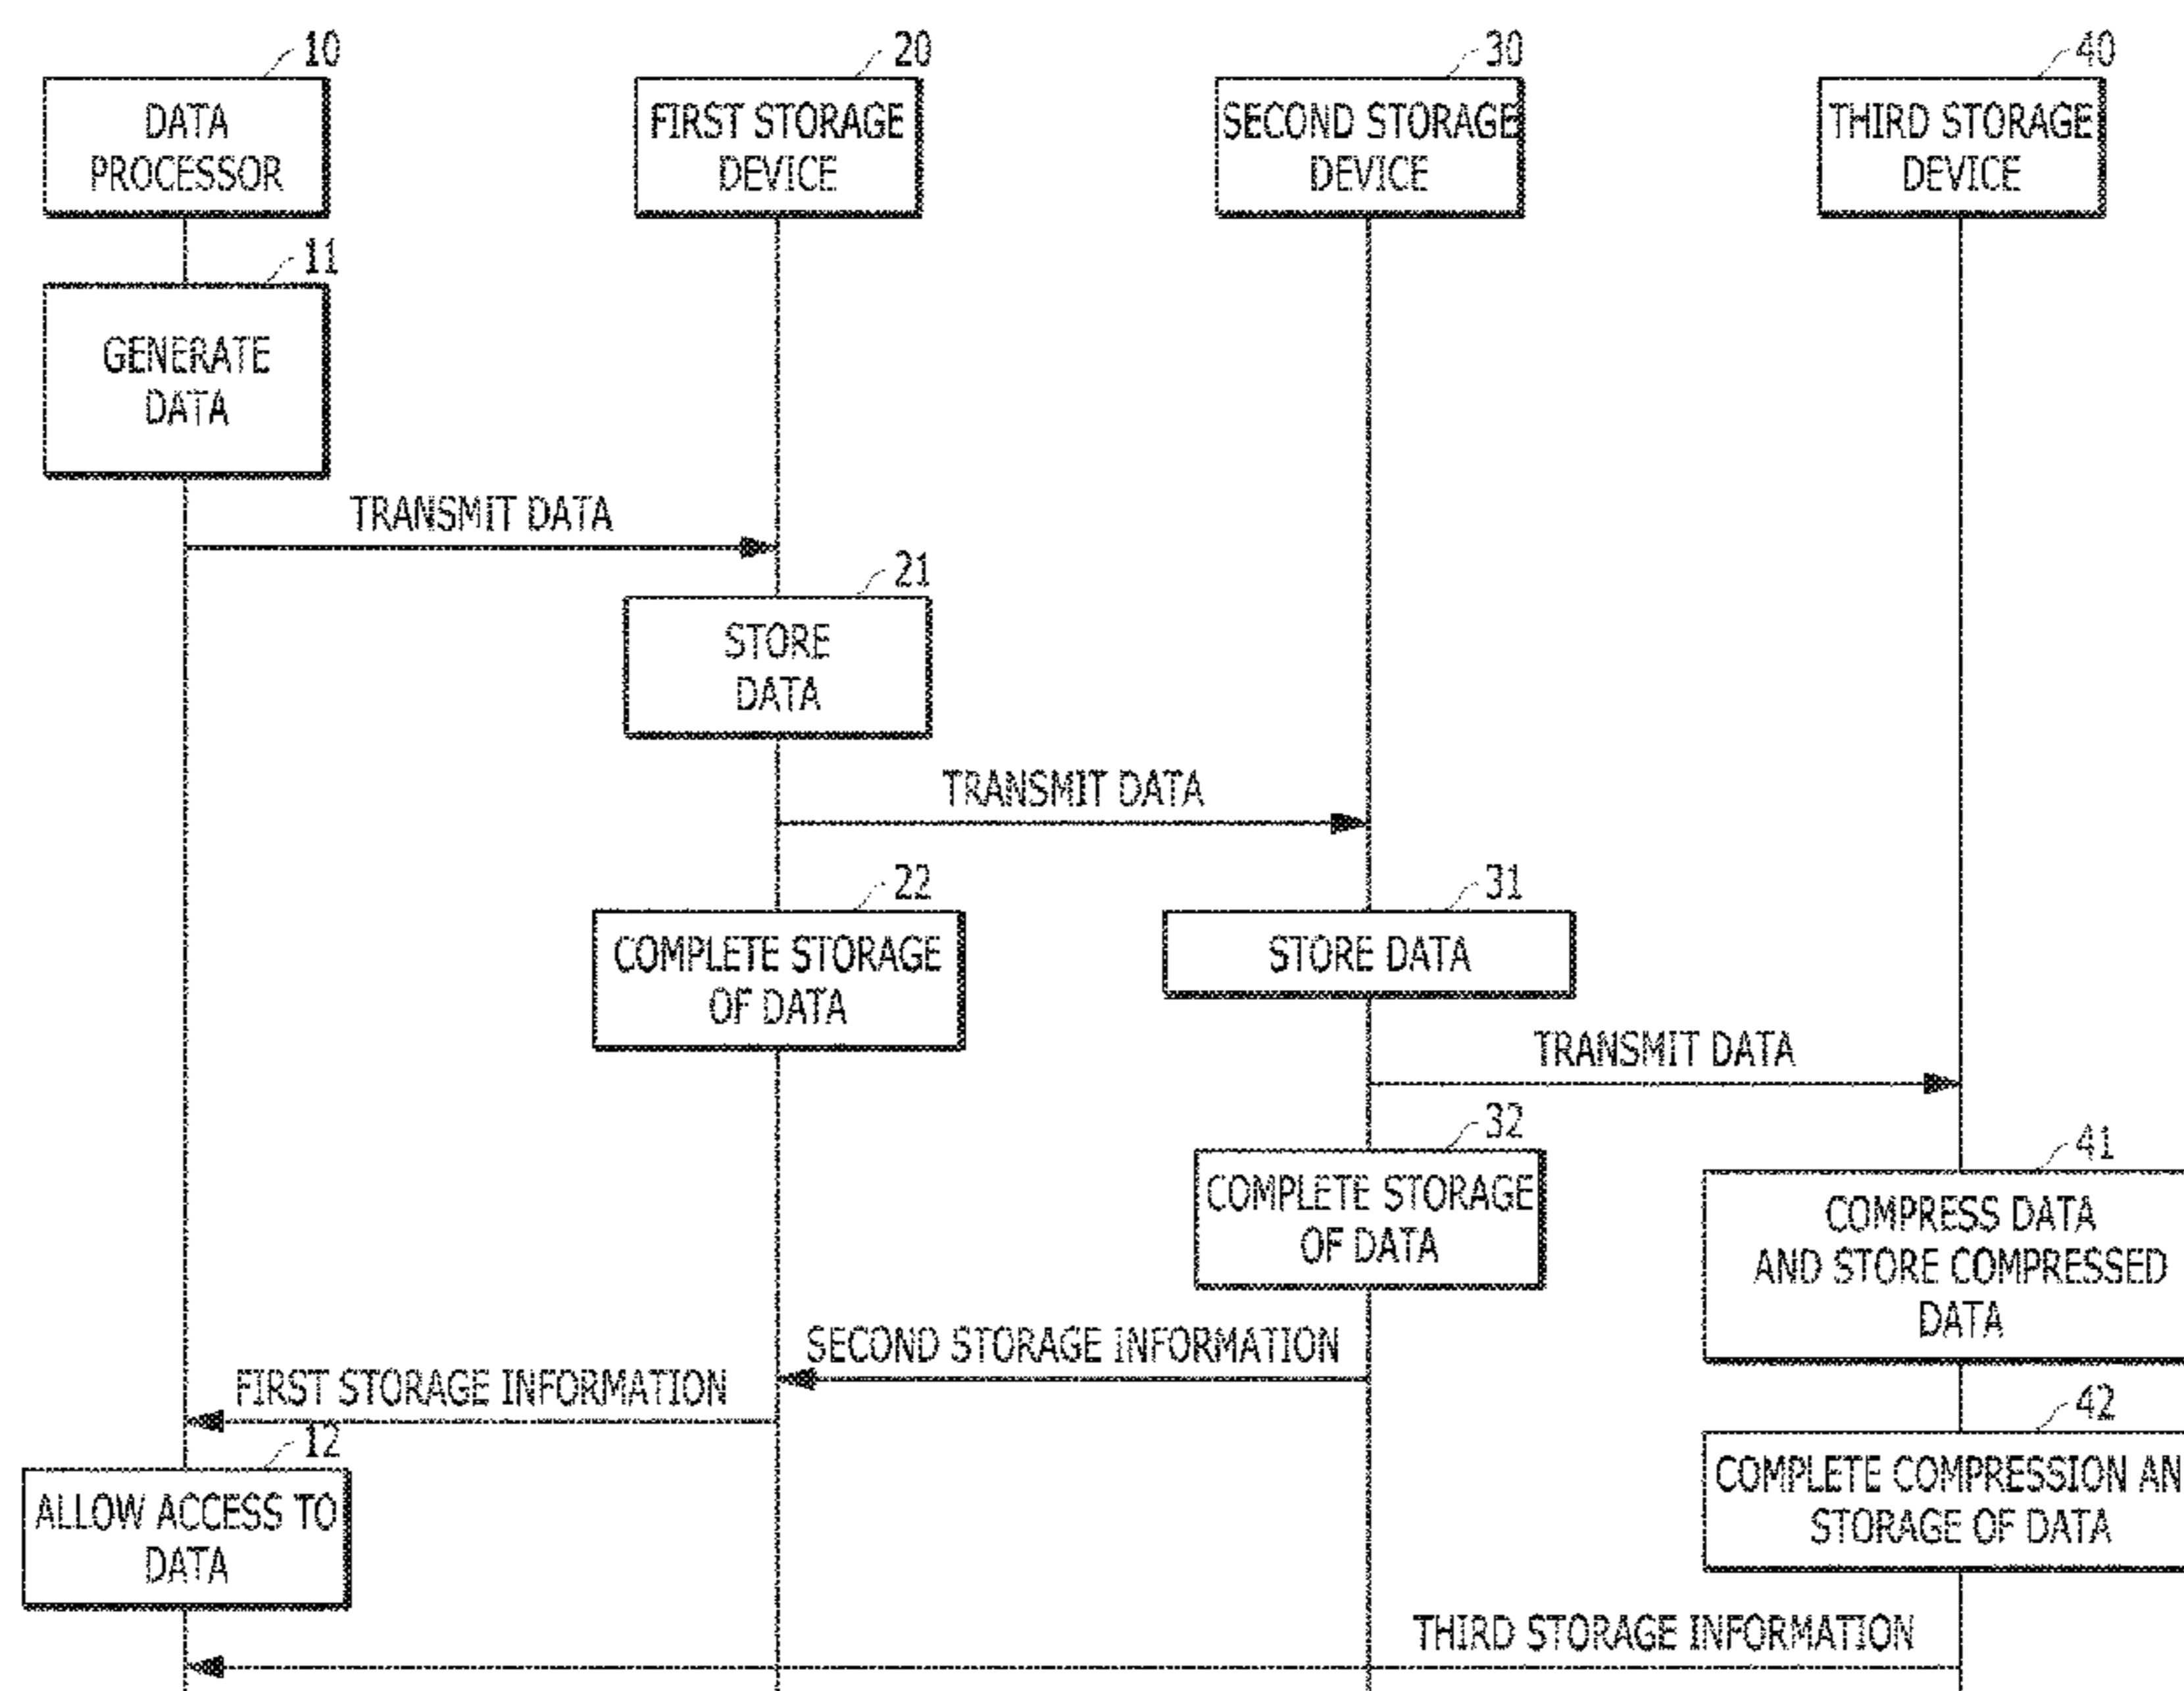 10
20
30
40
DATA
PROCESSOR
FIRST STORAGE
DEVICE
SECOND STORAGE
DEVICE
THIRD STORAGE
DEVICE
11
GENERATE
DATA
TRANSMIT DATA
21
STORE
DATA
TRANSMIT DATA
22
COMPLETE STORAGE
OF DATA
31
STORE DATA
TRANSMIT DATA
32
COMPLETE STORAGE
OF DATA
41
COMPRESS DATA
AND STORE COMPRESSED
DATA
SECOND STORAGE INFORMATION
FIRST STORAGE INFORMATION
12
ALLOW ACCESS TO
DATA
42
COMPLETE COMPRESSION AN
STORAGE OF DATA
THIRD STORAGE INFORMATION